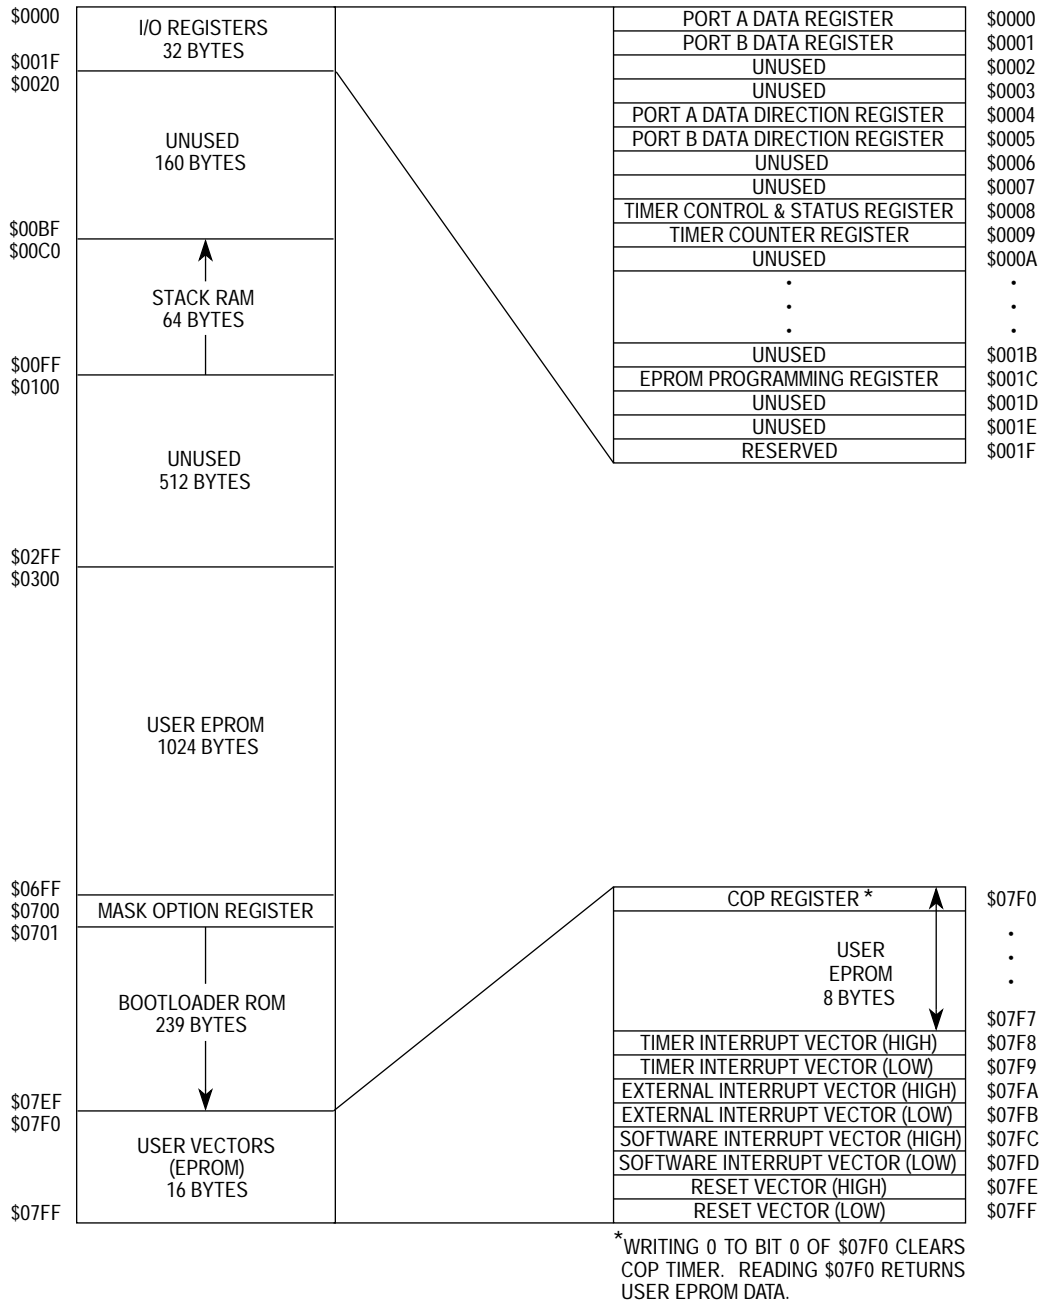 $0000
I/O REGISTERS
32 BYTES
$001F
$0020
UNUSED
160 BYTES
$00BF
$00C0
STACK RAM
64 BYTES
$00FF
$0100
UNUSED
512 BYTES
$02FF
$0300
USER EPROM
1024 BYTES
$06FF
$0700 MASK OPTION REGISTER
$0701
BOOTLOADER ROM
239 BYTES
$07EF
$07F0
USER VECTORS
(EPROM)
16 BYTES
$07FF
PORT A DATA REGISTER $0000
PORT B DATA REGISTER $0001
UNUSED $0002
UNUSED $0003
PORT A DATA DIRECTION REGISTER $0004
PORT B DATA DIRECTION REGISTER $0005
UNUSED $0006
UNUSED $0007
TIMER CONTROL & STATUS REGISTER $0008
TIMER COUNTER REGISTER $0009
UNUSED $000A
• •
• •
• •
UNUSED $001B
EPROM PROGRAMMING REGISTER $001C
UNUSED $001D
UNUSED $001E
RESERVED $001F
COP REGISTER * $07F0
•
USER
EPROM •
8 BYTES •
$07F7
TIMER INTERRUPT VECTOR (HIGH) $07F8
TIMER INTERRUPT VECTOR (LOW) $07F9
EXTERNAL INTERRUPT VECTOR (HIGH) $07FA
EXTERNAL INTERRUPT VECTOR (LOW) $07FB
SOFTWARE INTERRUPT VECTOR (HIGH) $07FC
SOFTWARE INTERRUPT VECTOR (LOW) $07FD
RESET VECTOR (HIGH) $07FE
RESET VECTOR (LOW) $07FF
*WRITING 0 TO BIT 0 OF $07F0 CLEARS
COP TIMER. READING $07F0 RETURNS
USER EPROM DATA.